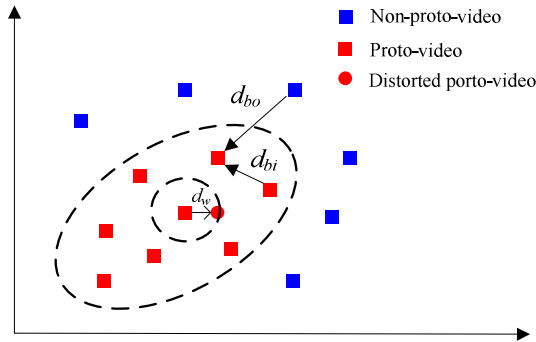 Non-proto-video
Proto-video
Distorted porto-video
d_bo
d_bi
d_w